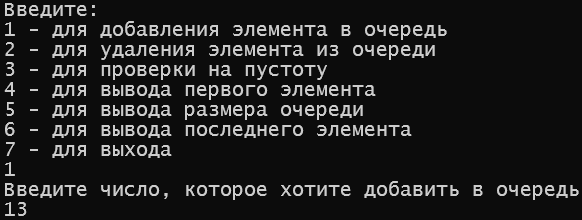 Введите:
1 - для добавления элемента в очередь
2 - для удаления элемента из очереди
3 - для проверки на пустоту
4 - для вывода первого элемента
5 - для вывода размера очереди
6 - для вывода последнего элемента
7 - для выхода
1
Введите число, которое хотите добавить в очередь
13